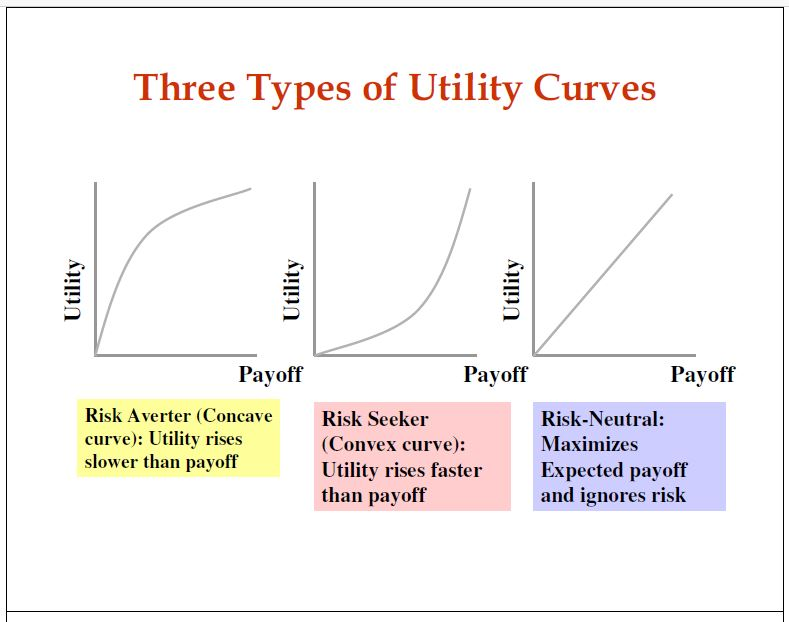 Three Types of Utility Curves
Utility
Payoff
Utility
Payoff
Utility
Payoff
Risk Averter (Concave
curve): Utility rises
slower than payoff
Risk Seeker
(Convex curve):
Utility rises faster
than payoff
Risk-Neutral:
Maximizes
Expected payoff
and ignores risk